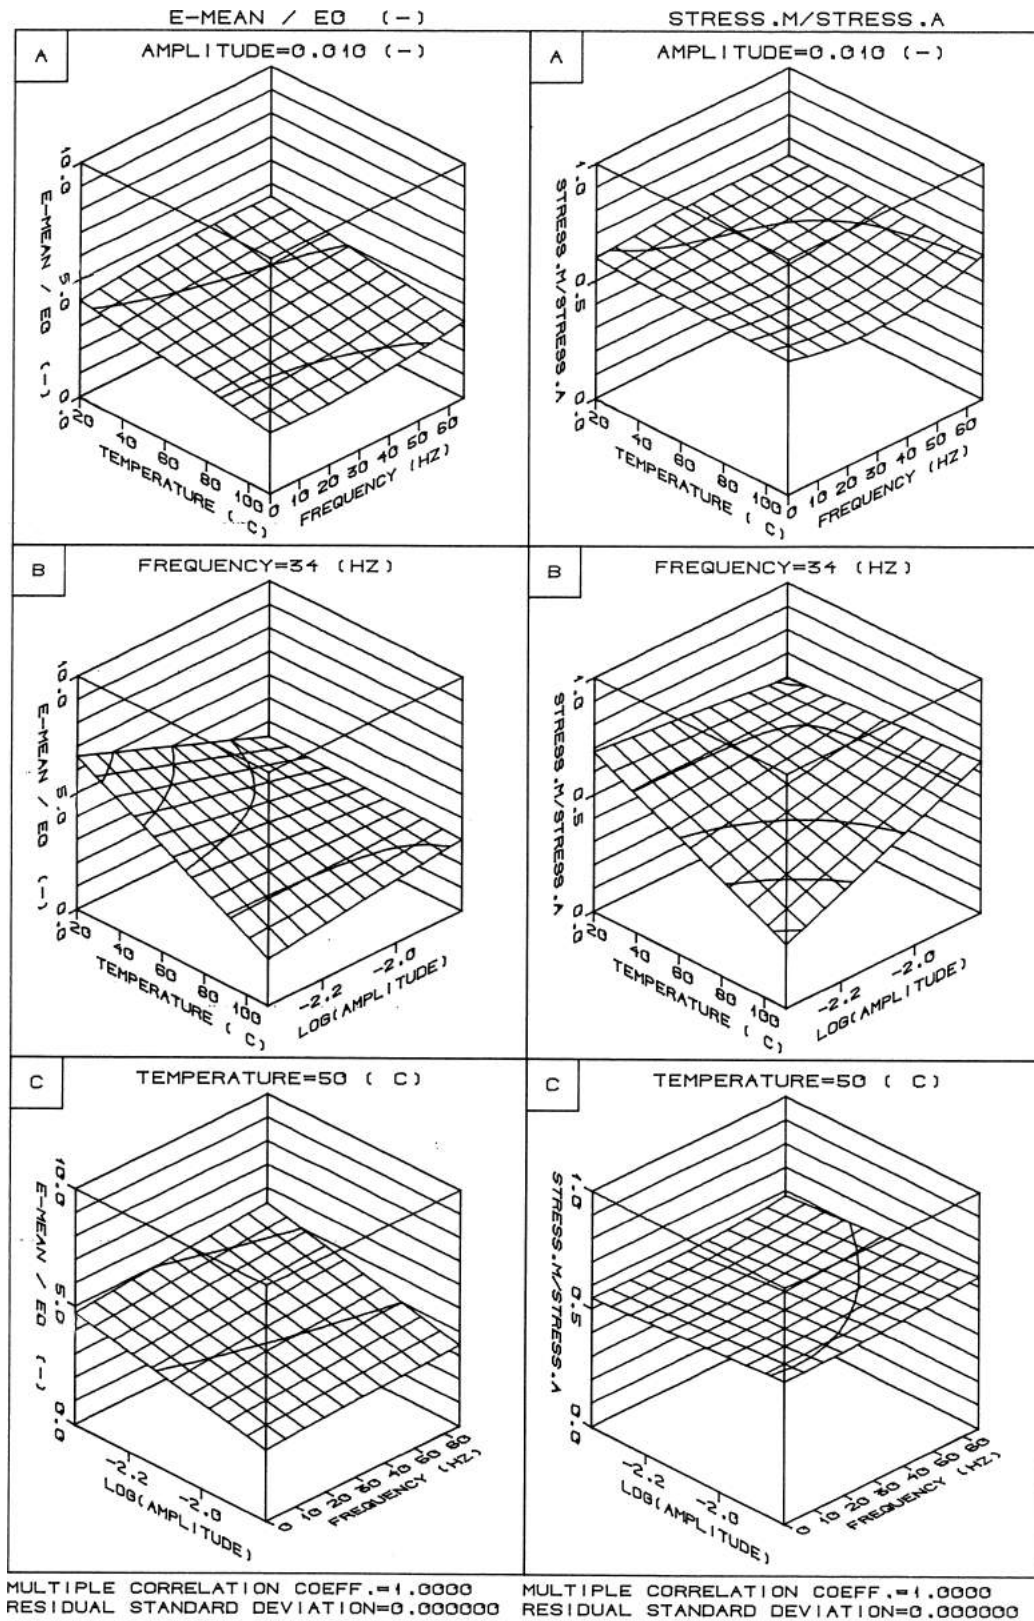 E-MEAN / E0 (-)
STRESS.M/STRESS.A
A
AMPLITUDE=0.010 (-)
10.0
5.0
0.0
E-MEAN / E0 (-)
20 40 60 80 100
TEMPERATURE ( C)
0 10 20 30 40 50 60
FREQUENCY (HZ)
A
AMPLITUDE=0.010 (-)
1.0
0.5
0.0
STRESS.M/STRESS.A
20 40 60 80 100
TEMPERATURE ( C)
0 10 20 30 40 50 60
FREQUENCY (HZ)
B
FREQUENCY=34 (HZ)
10.0
5.0
0.0
E-MEAN / E0 (-)
20 40 60 80 100
TEMPERATURE ( C)
-2.2 -2.0
LOG(AMPLITUDE)
B
FREQUENCY=34 (HZ)
1.0
0.5
0.0
STRESS.M/STRESS.A
20 40 60 80 100
TEMPERATURE ( C)
-2.2 -2.0
LOG(AMPLITUDE)
C
TEMPERATURE=50 ( C)
10.0
5.0
0.0
E-MEAN / E0 (-)
-2.2 -2.0
LOG(AMPLITUDE)
0 10 20 30 40 50 60
FREQUENCY (HZ)
C
TEMPERATURE=50 ( C)
1.0
0.5
0.0
STRESS.M/STRESS.A
-2.2 -2.0
LOG(AMPLITUDE)
0 10 20 30 40 50 60
FREQUENCY (HZ)
MULTIPLE CORRELATION COEFF.=1.0000
RESIDUAL STANDARD DEVIATION=0.000000
MULTIPLE CORRELATION COEFF.=1.0000
RESIDUAL STANDARD DEVIATION=0.000000